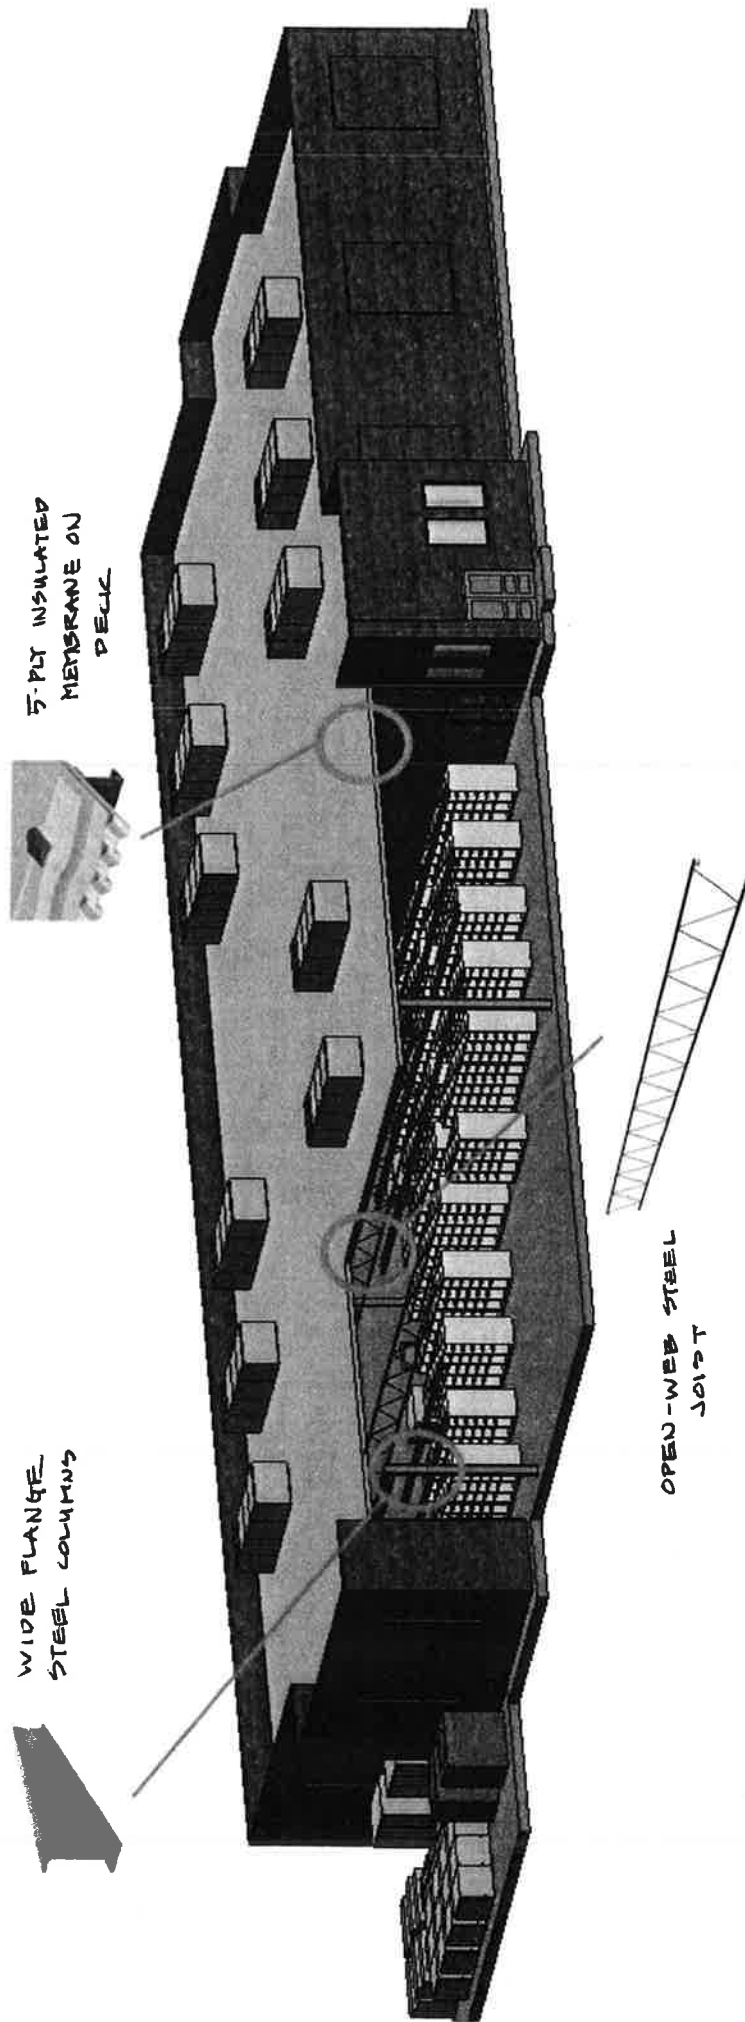 WIDE FLANGE
STEEL COLUMNS
5-PLY INSULATED
MEMBRANE ON
DECK
OPEN-WEB STEEL
JOIST